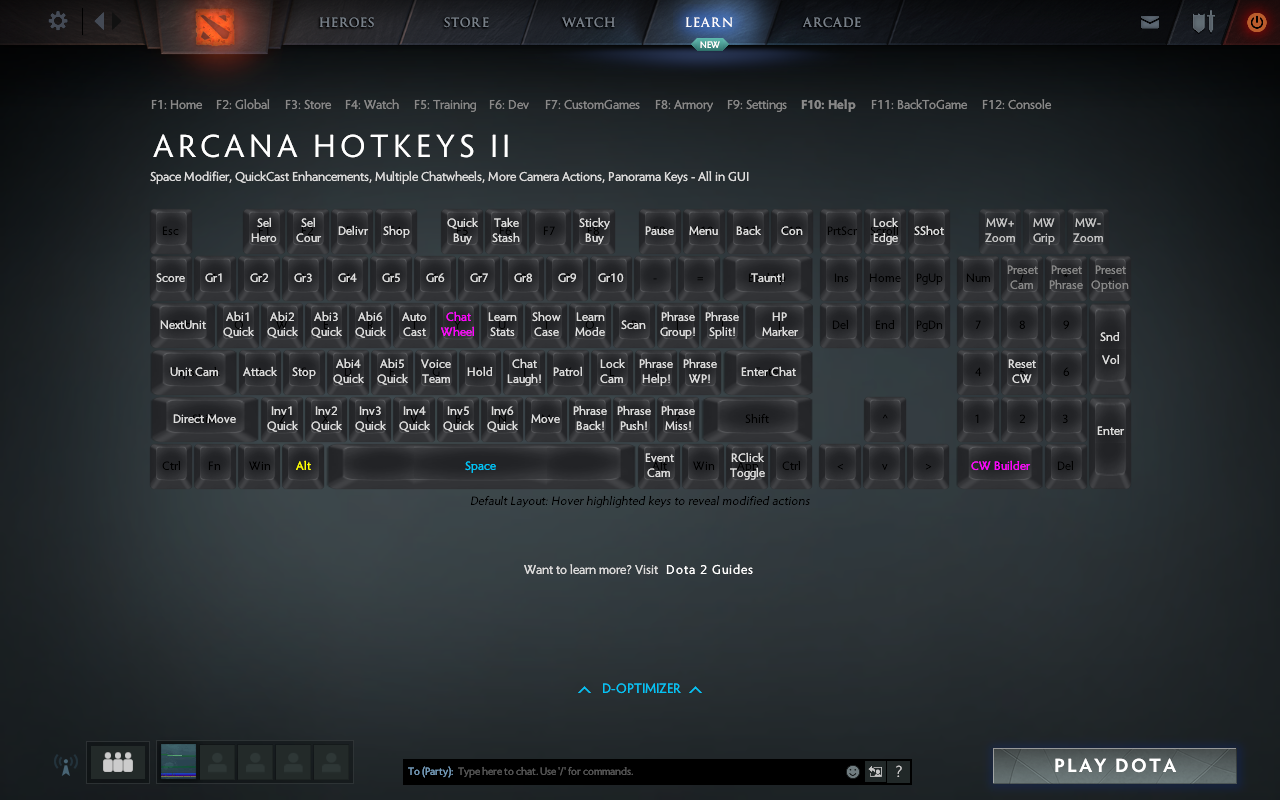 HEROES STORE WATCH LEARN ARCADE
NEW
F1: Home F2: Global F3: Store F4: Watch F5: Training F6: Dev F7: CustomGames F8: Armory F9: Settings F10: Help F11: BackToGame F12: Console
ARCANA HOTKEYS II
Space Modifier, QuickCast Enhancements, Multiple Chatwheels, More Camera Actions, Panorama Keys - All in GUI
Esc Sel Hero Sel Cour Delivr Shop Quick Buy Take Stash F7 Sticky Buy Pause Menu Back Con PrtScr Lock Edge SShot MW+ Zoom MW Grip MW- Zoom
Score Gr1 Gr2 Gr3 Gr4 Gr5 Gr6 Gr7 Gr8 Gr9 Gr10 - = Taunt! Ins Home PgUp Num Preset Cam Preset Phrase Preset Option
NextUnit Abi1 Quick Abi2 Quick Abi3 Quick Abi6 Quick Auto Cast Chat Wheel Learn Stats Show Case Learn Mode Scan Phrase Group! Phrase Split! HP Marker Del End PgDn 7 8 9 Snd Vol
Unit Cam Attack Stop Abi4 Quick Abi5 Quick Voice Team Hold Chat Laugh! Patrol Lock Cam Phrase Help! Phrase WP! Enter Chat 4 Reset CW 6
Direct Move Inv1 Quick Inv2 Quick Inv3 Quick Inv4 Quick Inv5 Quick Inv6 Quick Move Phrase Back! Phrase Push! Phrase Miss! Shift ^ 1 2 3 Enter
Ctrl Fn Win Alt Space Event Cam Win RClick Toggle Ctrl < v > CW Builder Del
Default Layout: Hover highlighted keys to reveal modified actions
Want to learn more? Visit Dota 2 Guides
D-OPTIMIZER
To (Party): Type here to chat. Use '/' for commands. ?
PLAY DOTA